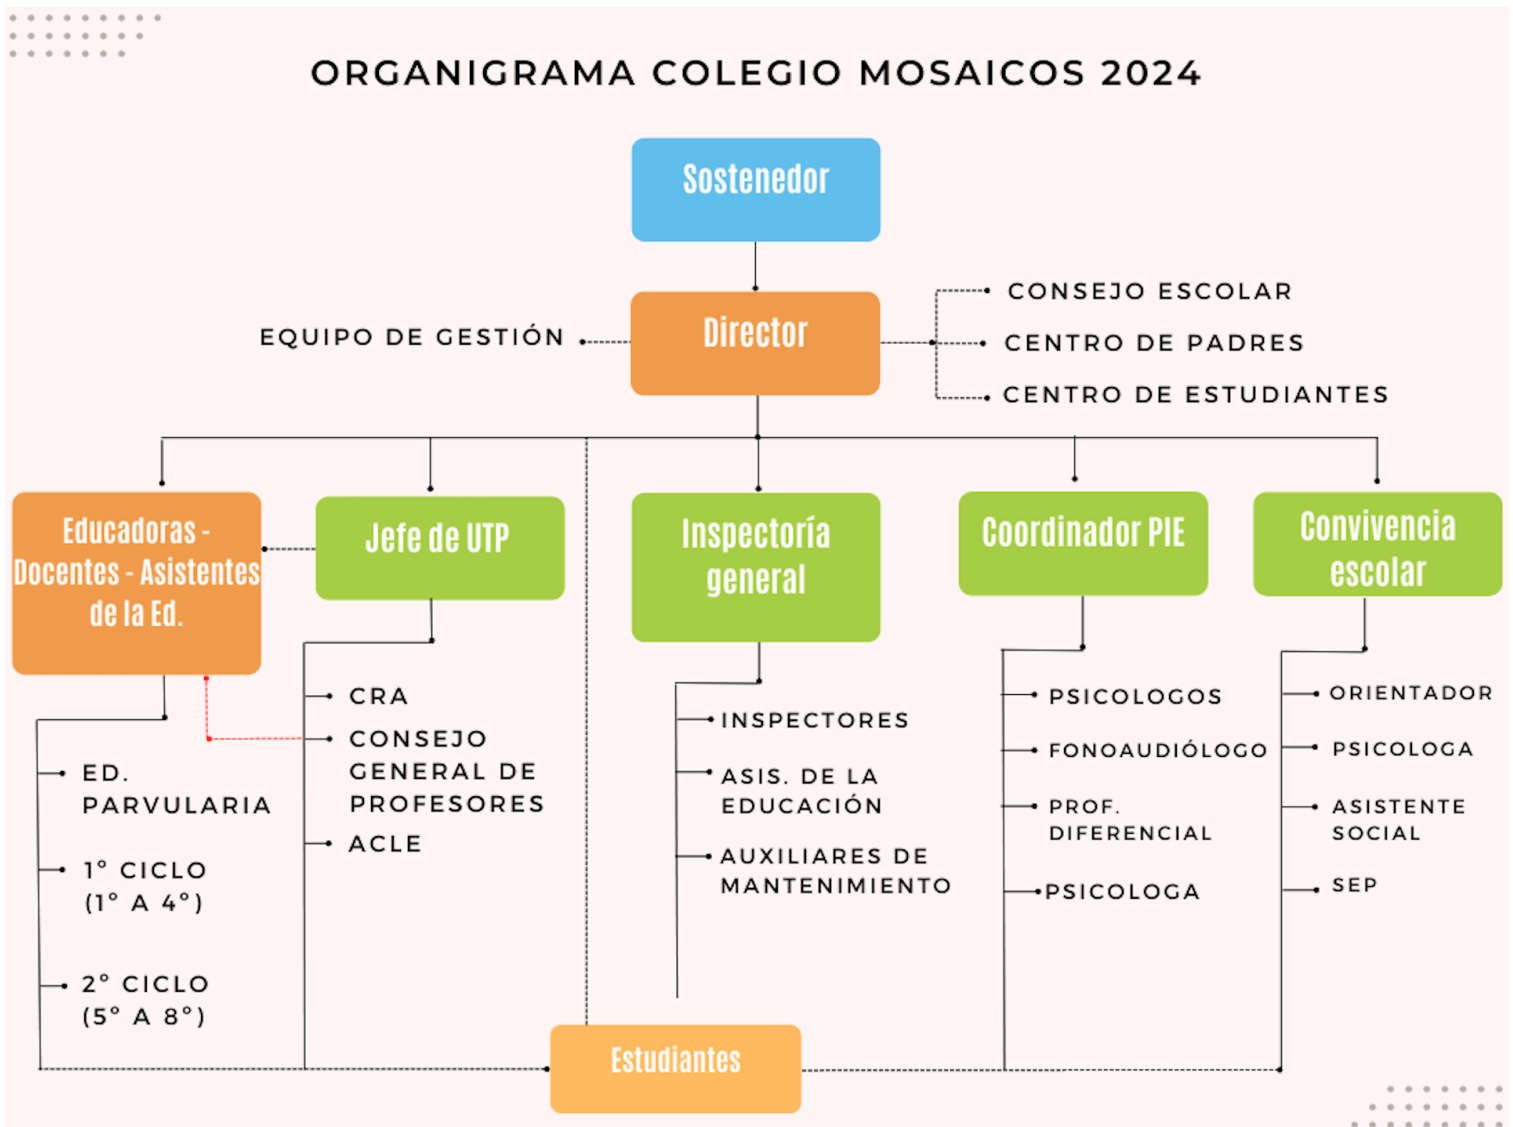 ORGANIGRAMA COLEGIO MOSAICOS 2024
Sostenedor
Director
EQUIPO DE GESTIÓN
CONSEJO ESCOLAR
CENTRO DE PADRES
CENTRO DE ESTUDIANTES
Educadoras -
Docentes - Asistentes
de la Ed.
Jefe de UTP
Inspectoría
general
Coordinador PIE
Convivencia
escolar
ED.
PARVULARIA
1° CICLO
(1° A 4°)
2° CICLO
(5° A 8°)
CRA
CONSEJO
GENERAL DE
PROFESORES
ACLE
INSPECTORES
ASIS. DE LA
EDUCACIÓN
AUXILIARES DE
MANTENIMIENTO
PSICOLOGOS
FONOAUDIÓLOGO
PROF.
DIFERENCIAL
PSICOLOGA
ORIENTADOR
PSICOLOGA
ASISTENTE
SOCIAL
SEP
Estudiantes